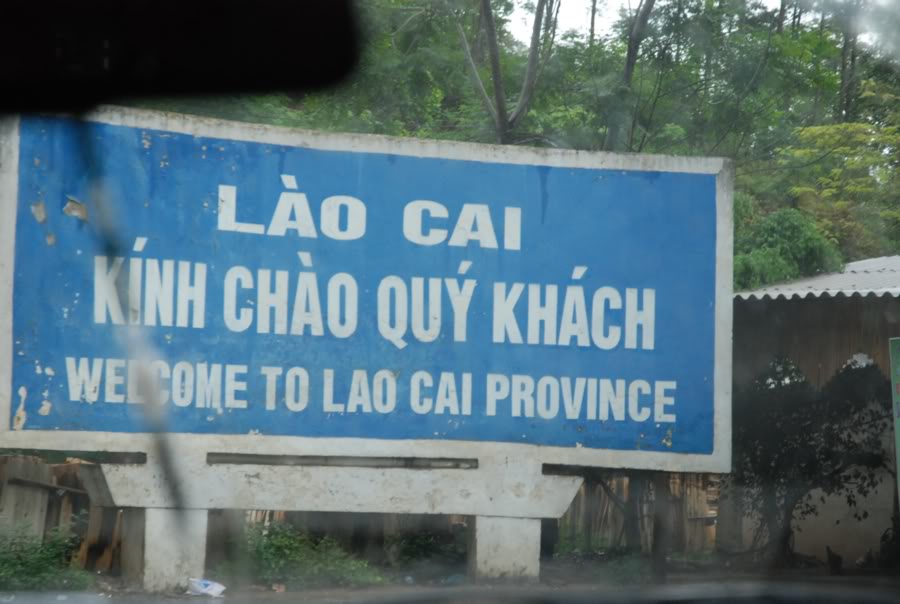 LÀO CAI
KÍNH CHÀO QUÝ KHÁCH
WELCOME TO LAO CAI PROVINCE